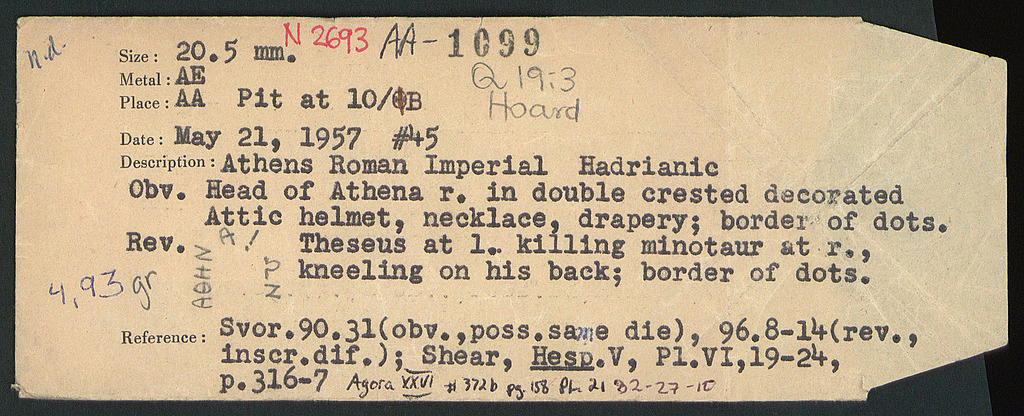 n.d.
Size: 20.5 mm. N 2693 AA-1099
Metal: AE Q 19:3
Place: AA Pit at 10/ΙB Hoard
Date: May 21, 1957 #45
Description: Athens Roman Imperial Hadrianic
Obv. Head of Athena r. in double crested decorated
Attic helmet, necklace, drapery; border of dots.
Rev. ΑΘΗΝ Α! Theseus at l. killing minotaur at r.,
4,93 gr kneeling on his back; border of dots.
Reference: Svor.90.31(obv.,poss.same die), 96.8-14(rev.,
inscr.dif.); Shear, Hesp.V, Pl.VI,19-24,
p.316-7 Agora XXVI # 372b pg. 158 Pl. 21 B2-27-10